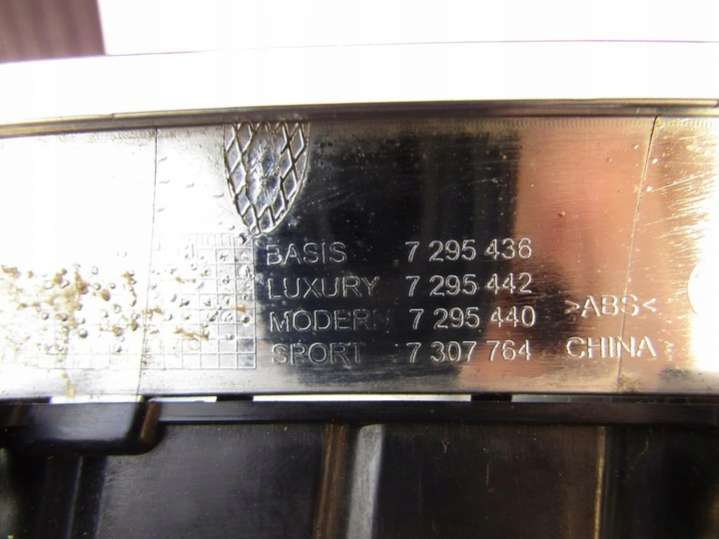 BASIS 7 295 436
LUXURY 7 295 442
MODERN 7 295 440 >ABS<
SPORT 7 307 764 CHINA